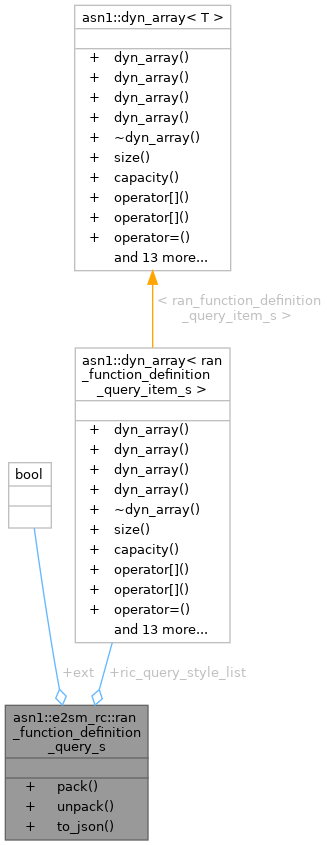 asn1::dyn_array< T >
+ dyn_array()
+ dyn_array()
+ dyn_array()
+ dyn_array()
+ ~dyn_array()
+ size()
+ capacity()
+ operator[]()
+ operator[]()
+ operator=()
and 13 more...
< ran_function_definition
_query_item_s >
asn1::dyn_array< ran
_function_definition
_query_item_s >
+ dyn_array()
+ dyn_array()
+ dyn_array()
+ dyn_array()
+ ~dyn_array()
+ size()
+ capacity()
+ operator[]()
+ operator[]()
+ operator=()
and 13 more...
bool
+ext
+ric_query_style_list
asn1::e2sm_rc::ran
_function_definition
_query_s
+ pack()
+ unpack()
+ to_json()